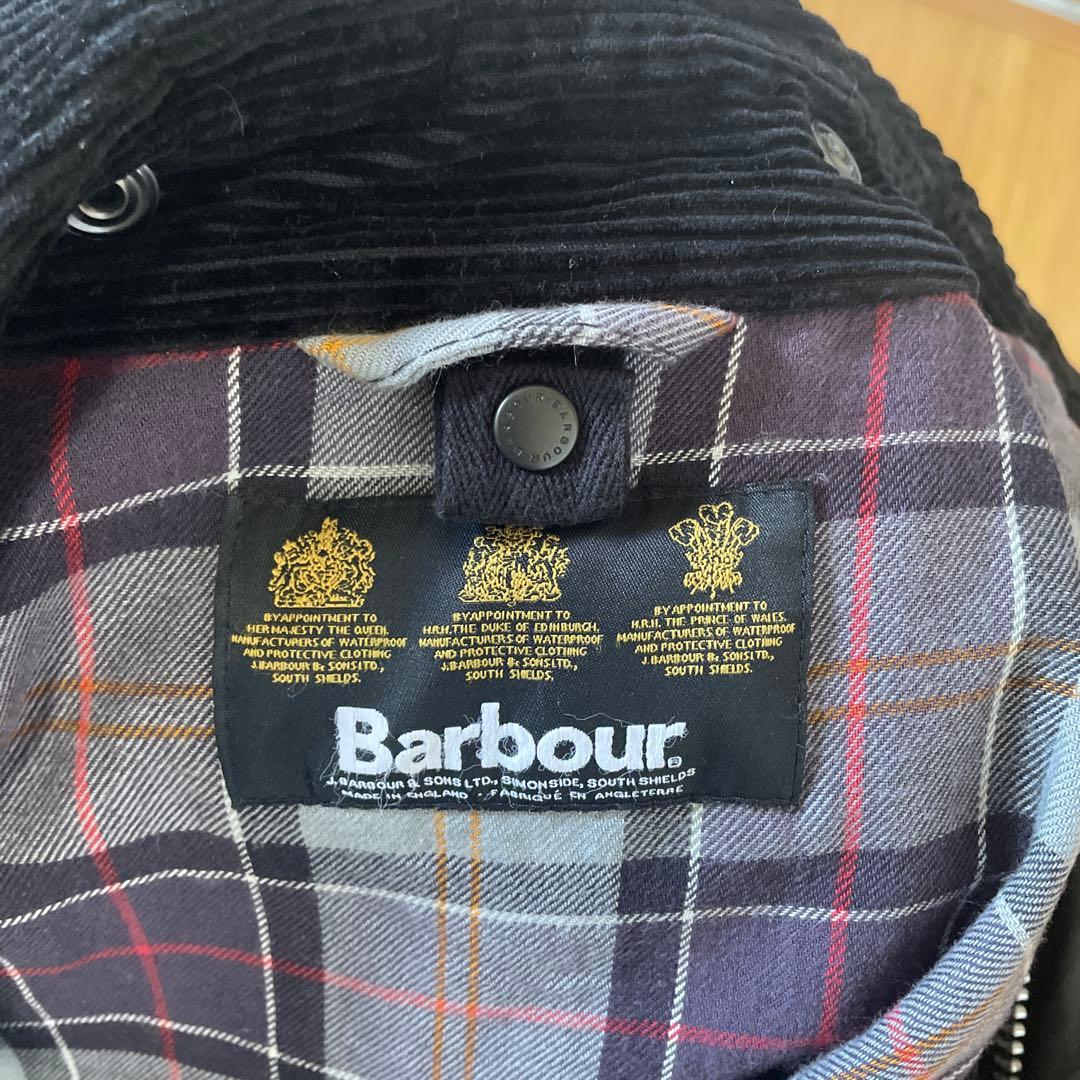 BARBOUR · BARBOUR ·
BY APPOINTMENT TO
HER MAJESTY THE QUEEN.
MANUFACTURERS OF WATERPROOF
AND PROTECTIVE CLOTHING
J.BARBOUR & SONS LTD.,
SOUTH SHIELDS.
BY APPOINTMENT TO
H.R.H. THE DUKE OF EDINBURGH.
MANUFACTURERS OF WATERPROOF
AND PROTECTIVE CLOTHING
J.BARBOUR & SONS LTD.,
SOUTH SHIELDS.
BY APPOINTMENT TO
H.R.H. THE PRINCE OF WALES.
MANUFACTURERS OF WATERPROOF
AND PROTECTIVE CLOTHING
J.BARBOUR & SONS LTD.,
SOUTH SHIELDS.
Barbour®
J.BARBOUR & SONS LTD., SIMONSIDE, SOUTH SHIELDS
MADE IN ENGLAND · FABRIQUÉ EN ANGLETERRE